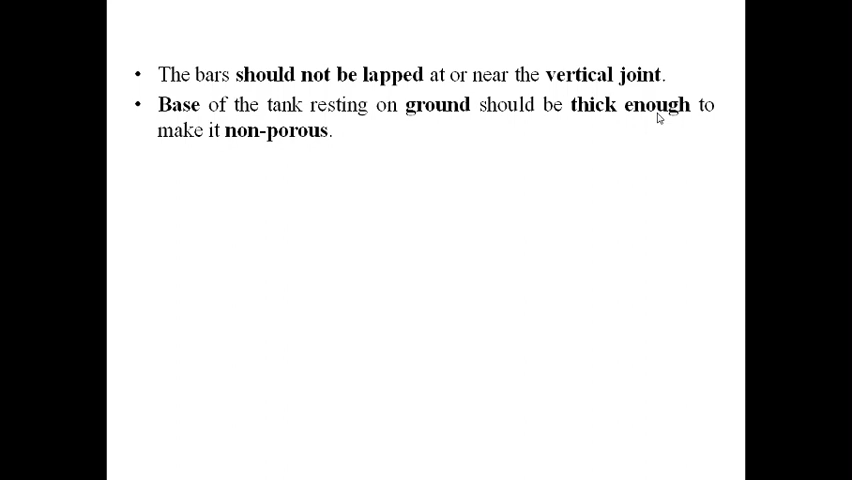 • The bars should not be lapped at or near the vertical joint.
• Base of the tank resting on ground should be thick enough to
make it non-porous.